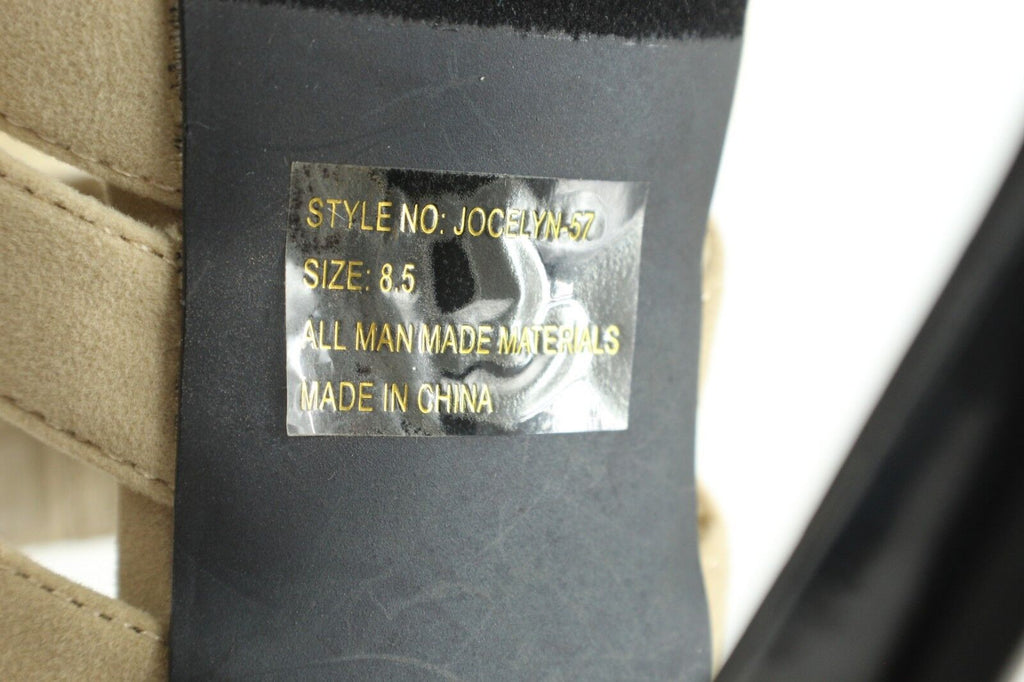 STYLE NO: JOCELYN-57
SIZE: 8.5
ALL MAN MADE MATERIALS
MADE IN CHINA